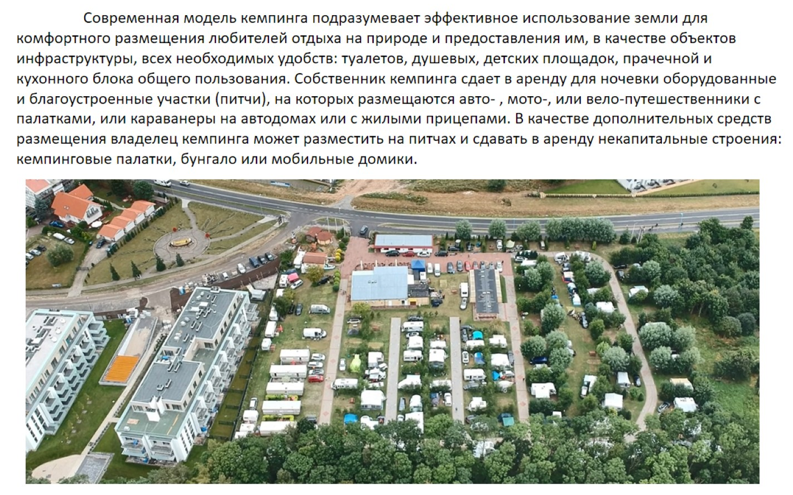 Современная модель кемпинга подразумевает эффективное использование земли для
комфортного размещения любителей отдыха на природе и предоставления им, в качестве объектов
инфраструктуры, всех необходимых удобств: туалетов, душевых, детских площадок, прачечной и
кухонного блока общего пользования. Собственник кемпинга сдает в аренду для ночевки оборудованные
и благоустроенные участки (питчи), на которых размещаются авто- , мото-, или вело-путешественники с
палатками, или караванеры на автодомах или с жилыми прицепами. В качестве дополнительных средств
размещения владелец кемпинга может разместить на питчах и сдавать в аренду некапитальные строения:
кемпинговые палатки, бунгало или мобильные домики.